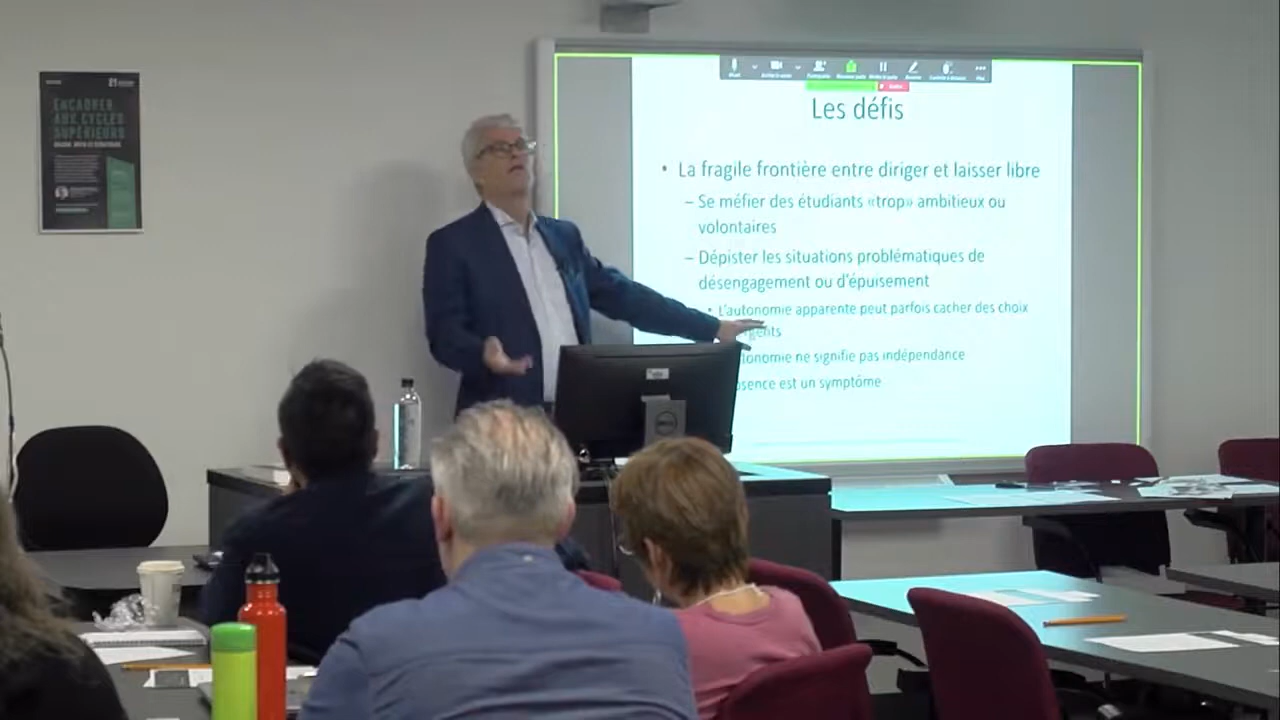 ENCADRER
AUX CYCLES
SUPÉRIEURS
Les défis
• La fragile frontière entre diriger et laisser libre
– Se méfier des étudiants «trop» ambitieux ou
volontaires
– Dépister les situations problématiques de
désengagement ou d'épuisement
• L'autonomie apparente peut parfois cacher des choix
ne signifie pas indépendance
est un symptôme
DELL